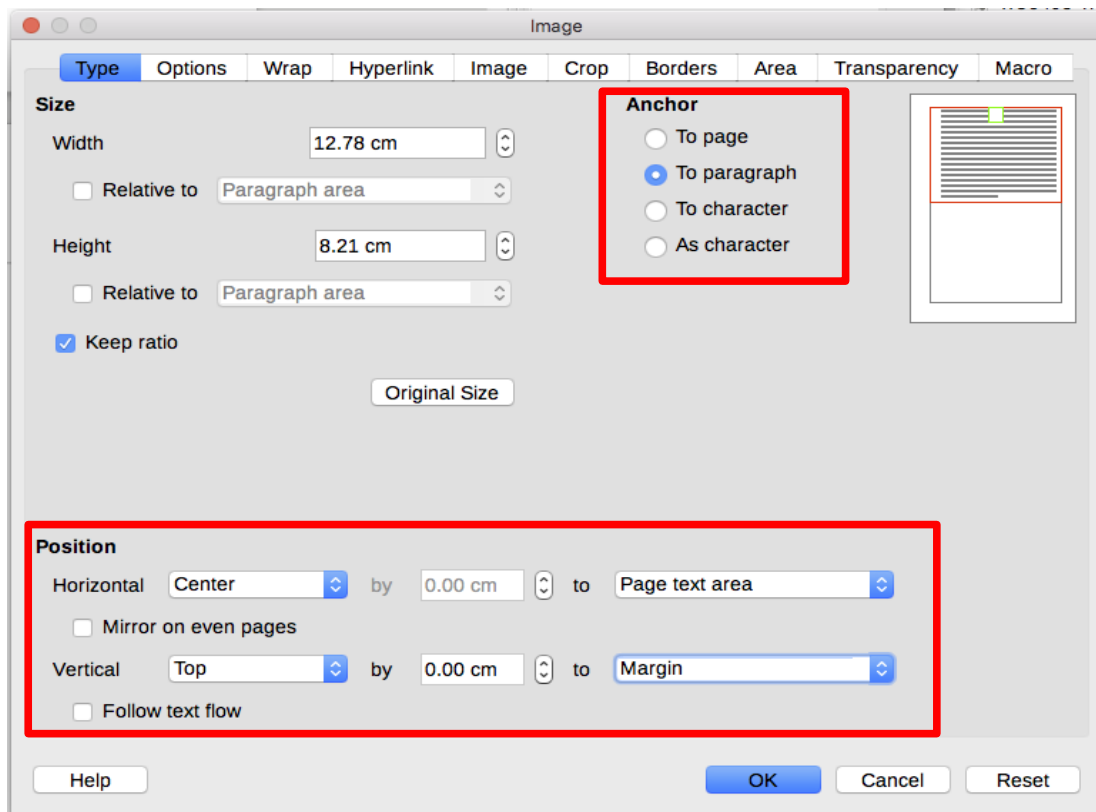 Image
Type Options Wrap Hyperlink Image Crop Borders Area Transparency Macro
Size
Width 12.78 cm
Relative to Paragraph area
Height 8.21 cm
Relative to Paragraph area
Keep ratio
Original Size
Anchor
To page
To paragraph
To character
As character
Position
Horizontal Center by 0.00 cm to Page text area
Mirror on even pages
Vertical Top by 0.00 cm to Margin
Follow text flow
Help OK Cancel Reset